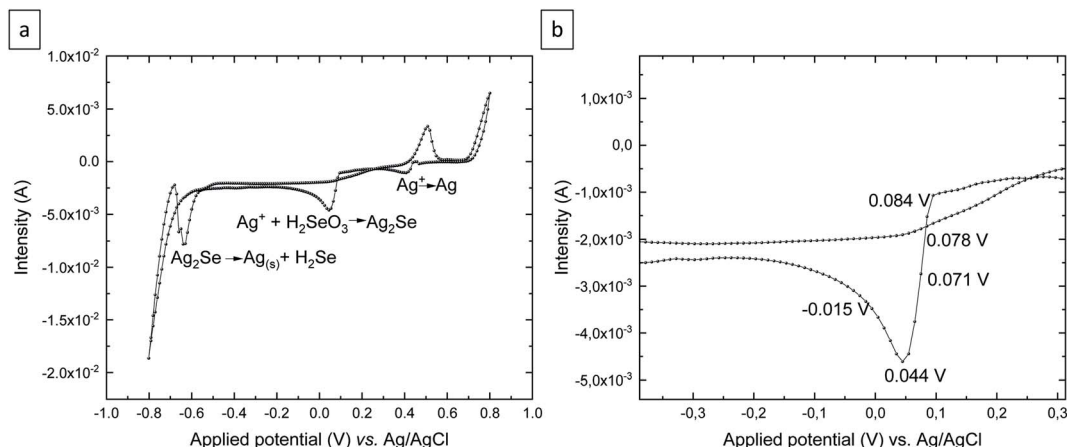 a
1.0x10⁻²
5.0x10⁻³
0.0
-5.0x10⁻³
-1.0x10⁻²
-1.5x10⁻²
-2.0x10⁻²
Intensity (A)
Ag⁺→Ag
Ag⁺ + H₂SeO₃→Ag₂Se
Ag₂Se→Ag₍s₎+ H₂Se
-1.0 -0.8 -0.6 -0.4 -0.2 0.0 0.2 0.4 0.6 0.8 1.0
Applied potential (V) vs. Ag/AgCl
b
1,0x10⁻³
0,0
-1,0x10⁻³
-2,0x10⁻³
-3,0x10⁻³
-4,0x10⁻³
-5,0x10⁻³
Intensity (A)
0.084 V
0.078 V
0.071 V
-0.015 V
0.044 V
-0,3 -0,2 -0,1 0,0 0,1 0,2 0,3
Applied potential (V) vs. Ag/AgCl